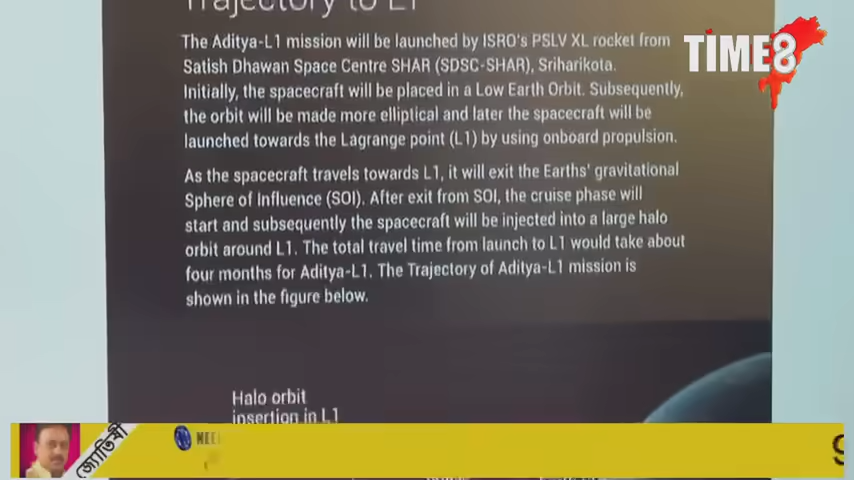 Trajectory to L1
The Aditya-L1 mission will be launched by ISRO's PSLV XL rocket from
Satish Dhawan Space Centre SHAR (SDSC-SHAR), Sriharikota.
Initially, the spacecraft will be placed in a Low Earth Orbit. Subsequently,
the orbit will be made more elliptical and later the spacecraft will be
launched towards the Lagrange point (L1) by using onboard propulsion.
As the spacecraft travels towards L1, it will exit the Earths' gravitational
Sphere of Influence (SOI). After exit from SOI, the cruise phase will
start and subsequently the spacecraft will be injected into a large halo
orbit around L1. The total travel time from launch to L1 would take about
four months for Aditya-L1. The Trajectory of Aditya-L1 mission is
shown in the figure below.
Halo orbit
insertion in L1
TIME8
জ্যোতিষী